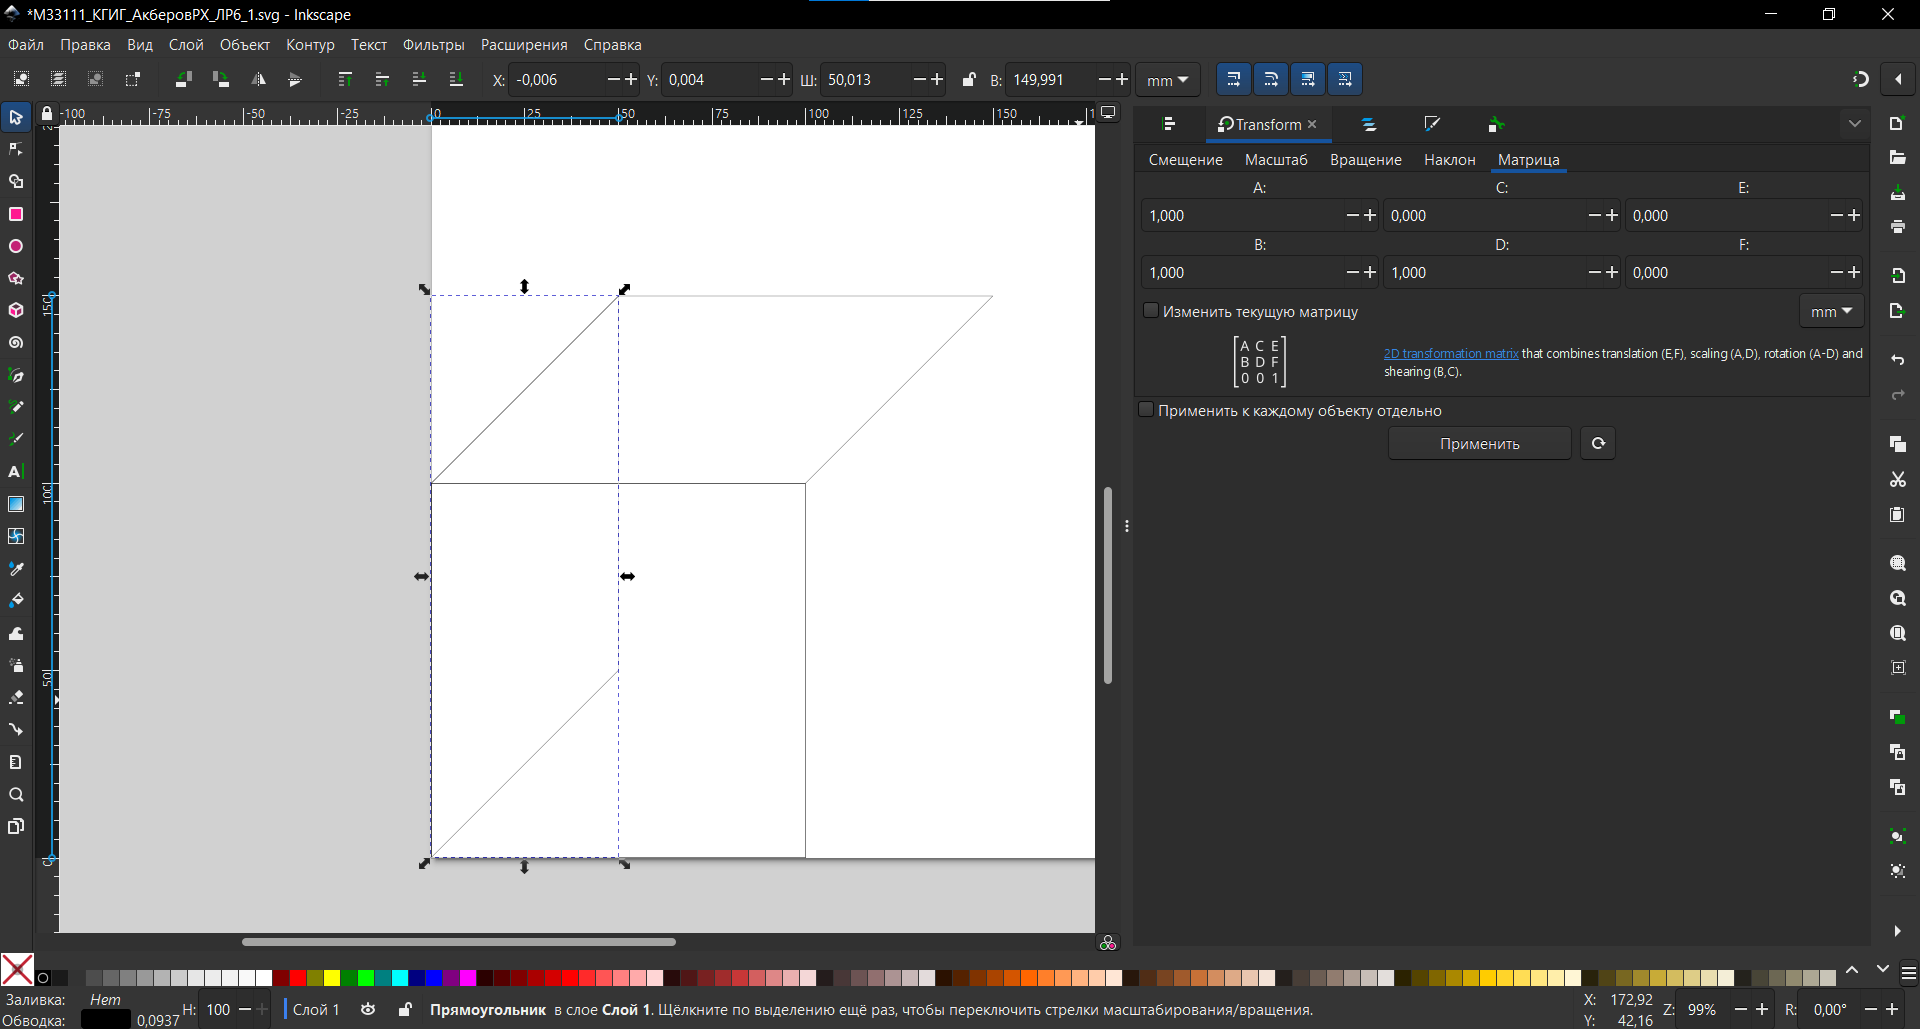 *М33111_КГИГ_АкберовРХ_ЛР6_1.svg - Inkscape
Файл Правка Вид Слой Объект Контур Текст Фильтры Расширения Справка
X: -0,006 Y: 0,004 Ш: 50,013 В: 149,991 mm
-100 -75 -50 -25 0 25 50 75 100 125 150
Transform
Смещение Масштаб Вращение Наклон Матрица
A: C: E:
1,000 0,000 0,000
B: D: F:
1,000 1,000 0,000
Изменить текущую матрицу mm
A C E
B D F
0 0 1
2D transformation matrix that combines translation (E,F), scaling (A,D), rotation (A-D) and
shearing (B,C).
Применить к каждому объекту отдельно
Применить
150
100
50
0
Заливка: Нет
Обводка: 0,0937
Н: 100
Слой 1
Прямоугольник в слое Слой 1. Щёлкните по выделению ещё раз, чтобы переключить стрелки масштабирования/вращения.
X: 172,92
Y: 42,16
Z: 99%
R: 0,00°